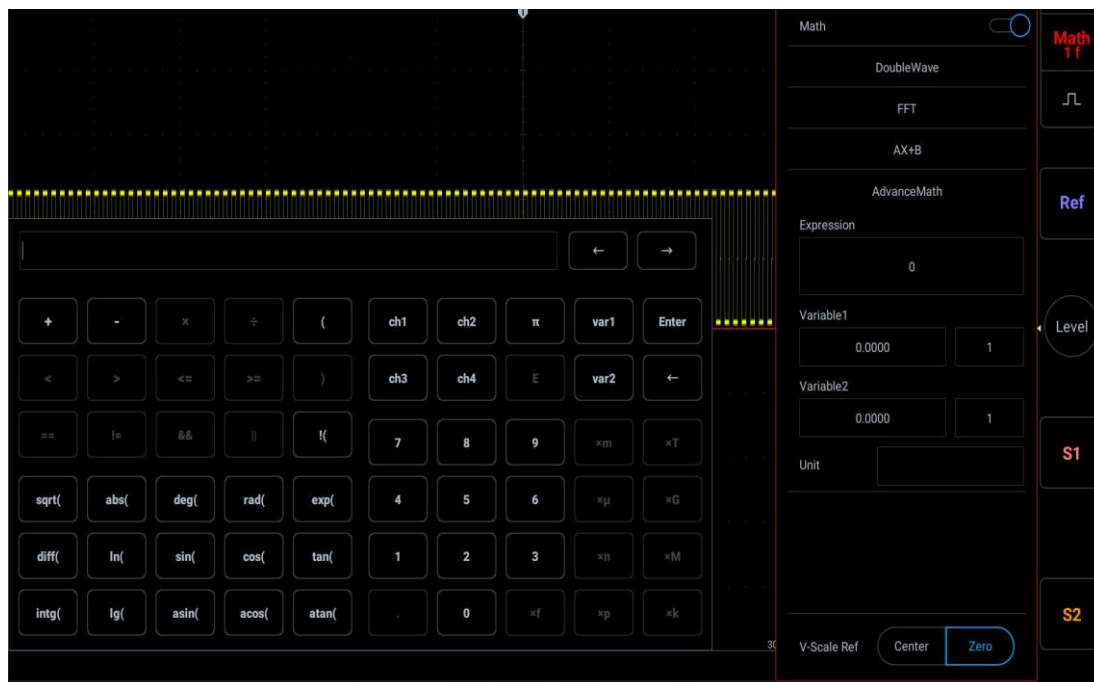 1
Math
DoubleWave
FFT
AX+B
AdvanceMath
Expression
0
Variable1
0.0000 1
Variable2
0.0000 1
Unit
V-Scale Ref Center Zero
Math
1 f
Ref
Level
S1
S2
← →
+ - × ÷ ( ch1 ch2 π var1 Enter
< > <= >= ) ch3 ch4 E var2 ←
== != && || !( 7 8 9 ×m ×T
sqrt( abs( deg( rad( exp( 4 5 6 ×μ ×G
diff( ln( sin( cos( tan( 1 2 3 ×n ×M
intg( lg( asin( acos( atan( . 0 ×f ×p ×k
30